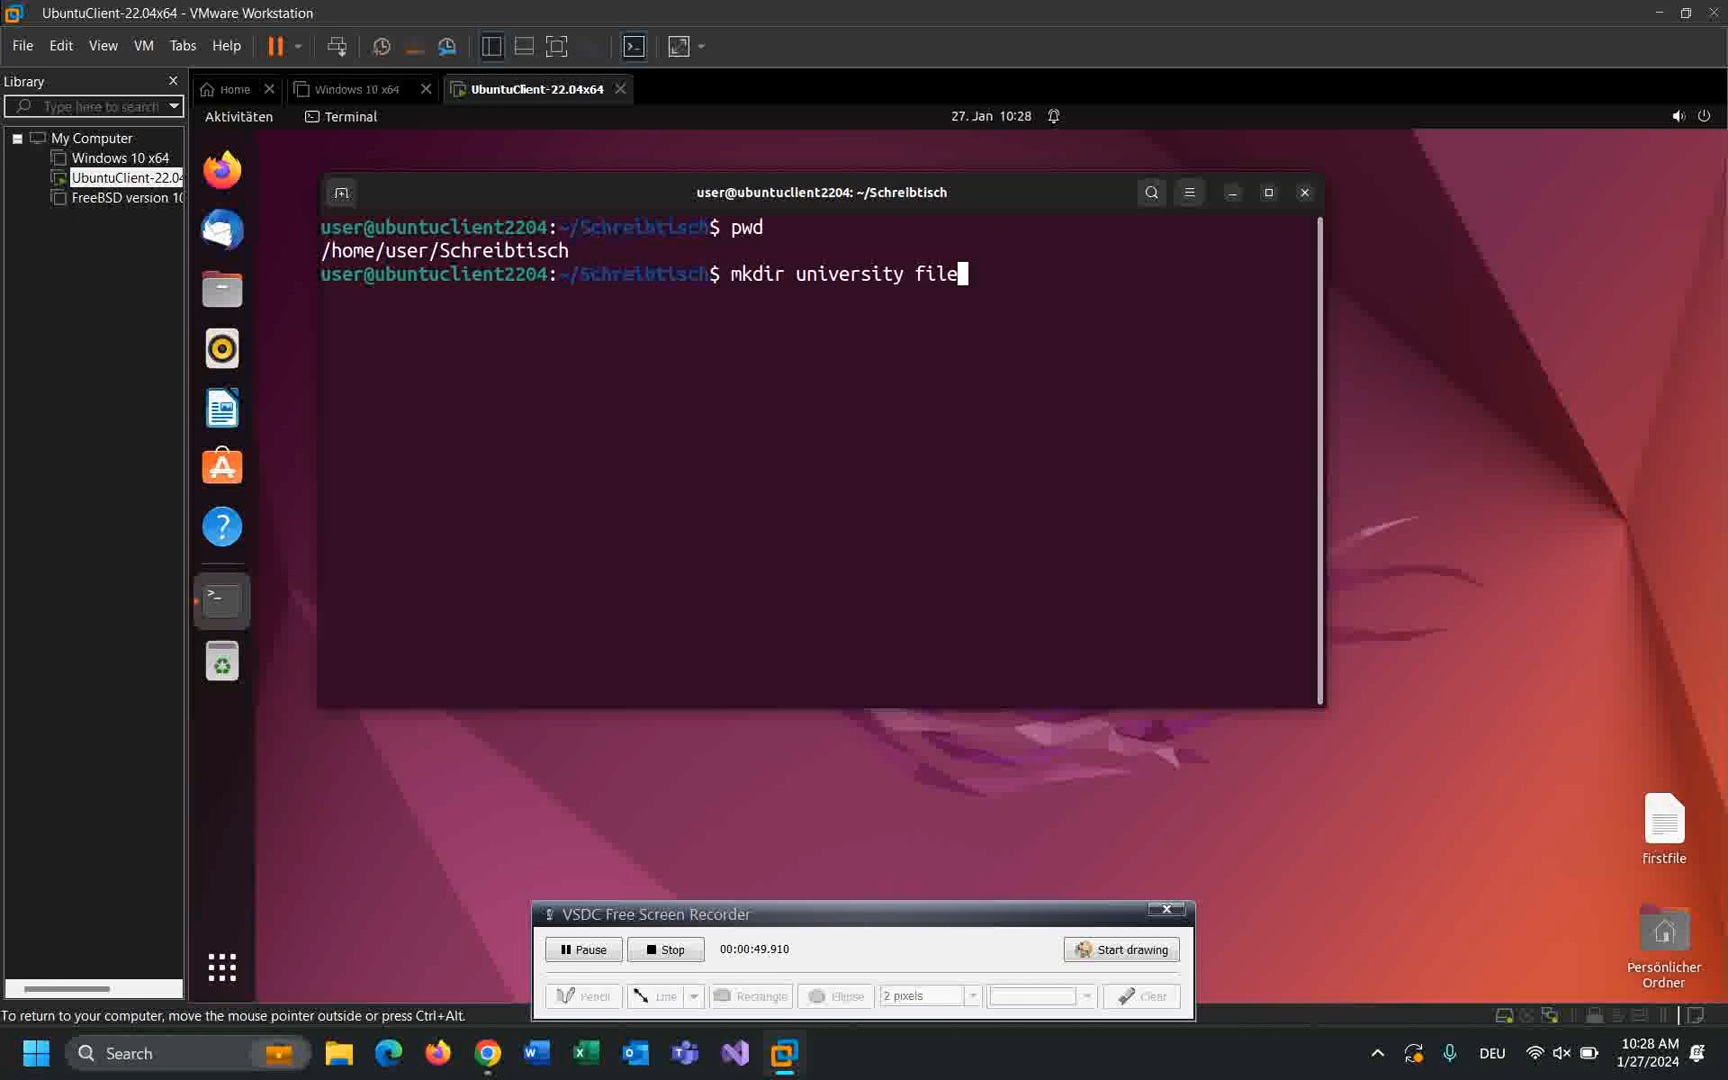 UbuntuClient-22.04x64 - VMware Workstation
File Edit View VM Tabs Help
Library
Type here to search
Home
Windows 10 x64
UbuntuClient-22.04x64
My Computer
Windows 10 x64
UbuntuClient-22.04
FreeBSD version 10
Aktivitäten
Terminal
27. Jan 10:28
user@ubuntuclient2204: ~/Schreibtisch
user@ubuntuclient2204:~/Schreibtisch$ pwd
/home/user/Schreibtisch
user@ubuntuclient2204:~/Schreibtisch$ mkdir university file
firstfile
Persönlicher
Ordner
VSDC Free Screen Recorder
Pause
Stop
00:00:49.910
Start drawing
Pencil
Line
Rectangle
Ellipse
2 pixels
Clear
To return to your computer, move the mouse pointer outside or press Ctrl+Alt.
Search
DEU
10:28 AM
1/27/2024